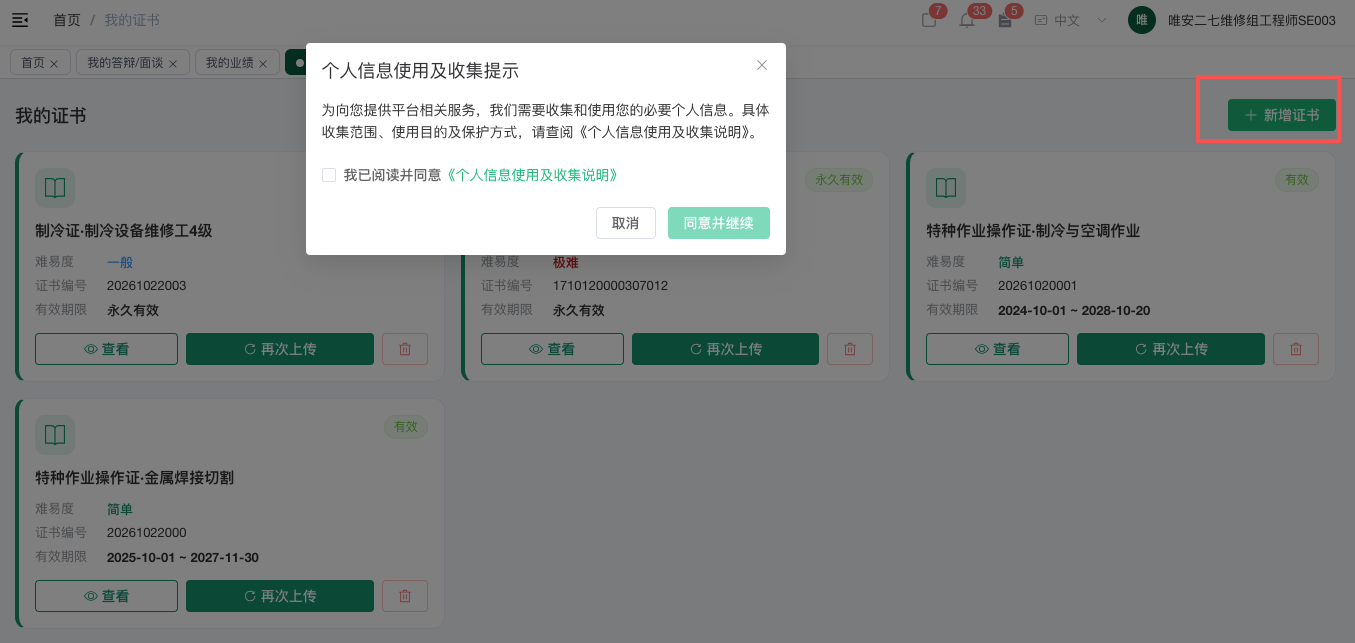 首页 / 我的证书
7
33
5
中文
唯
唯安二七维修组工程师SE003
首页
我的答辩/面谈
我的业绩
个人信息使用及收集提示
为向您提供平台相关服务，我们需要收集和使用您的必要个人信息。具体
收集范围、使用目的及保护方式，请查阅《个人信息使用及收集说明》。
我已阅读并同意《个人信息使用及收集说明》
取消
同意并继续
我的证书
新增证书
制冷证·制冷设备维修工4级
难易度 一般
证书编号 20261022003
有效期限 永久有效
查看
再次上传
永久有效
难易度 极难
证书编号 1710120000307012
有效期限 永久有效
查看
再次上传
有效
特种作业操作证·制冷与空调作业
难易度 简单
证书编号 20261020001
有效期限 2024-10-01 ~ 2028-10-20
查看
再次上传
有效
特种作业操作证·金属焊接切割
难易度 简单
证书编号 20261022000
有效期限 2025-10-01 ~ 2027-11-30
查看
再次上传